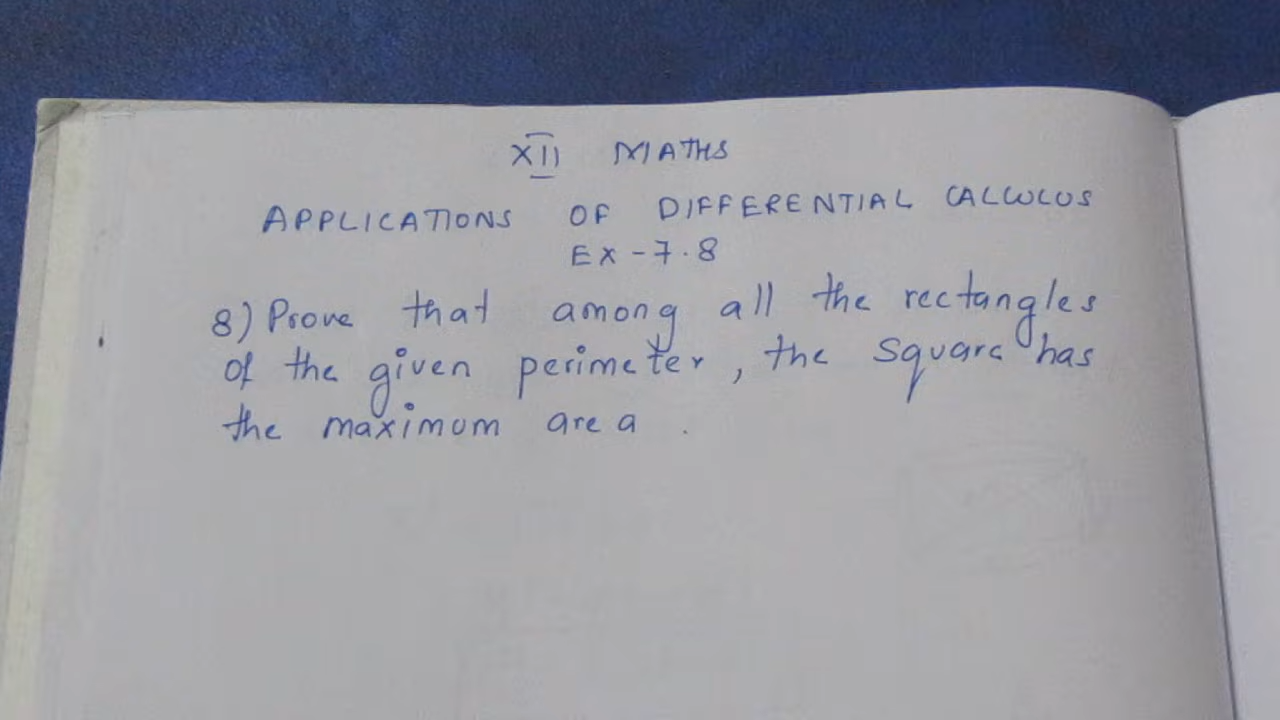 XII MATHS
APPLICATIONS OF DIFFERENTIAL CALCULUS
EX-7.8
8) Prove that among all the rectangles
of the given perimeter, the square has
the maximum area.